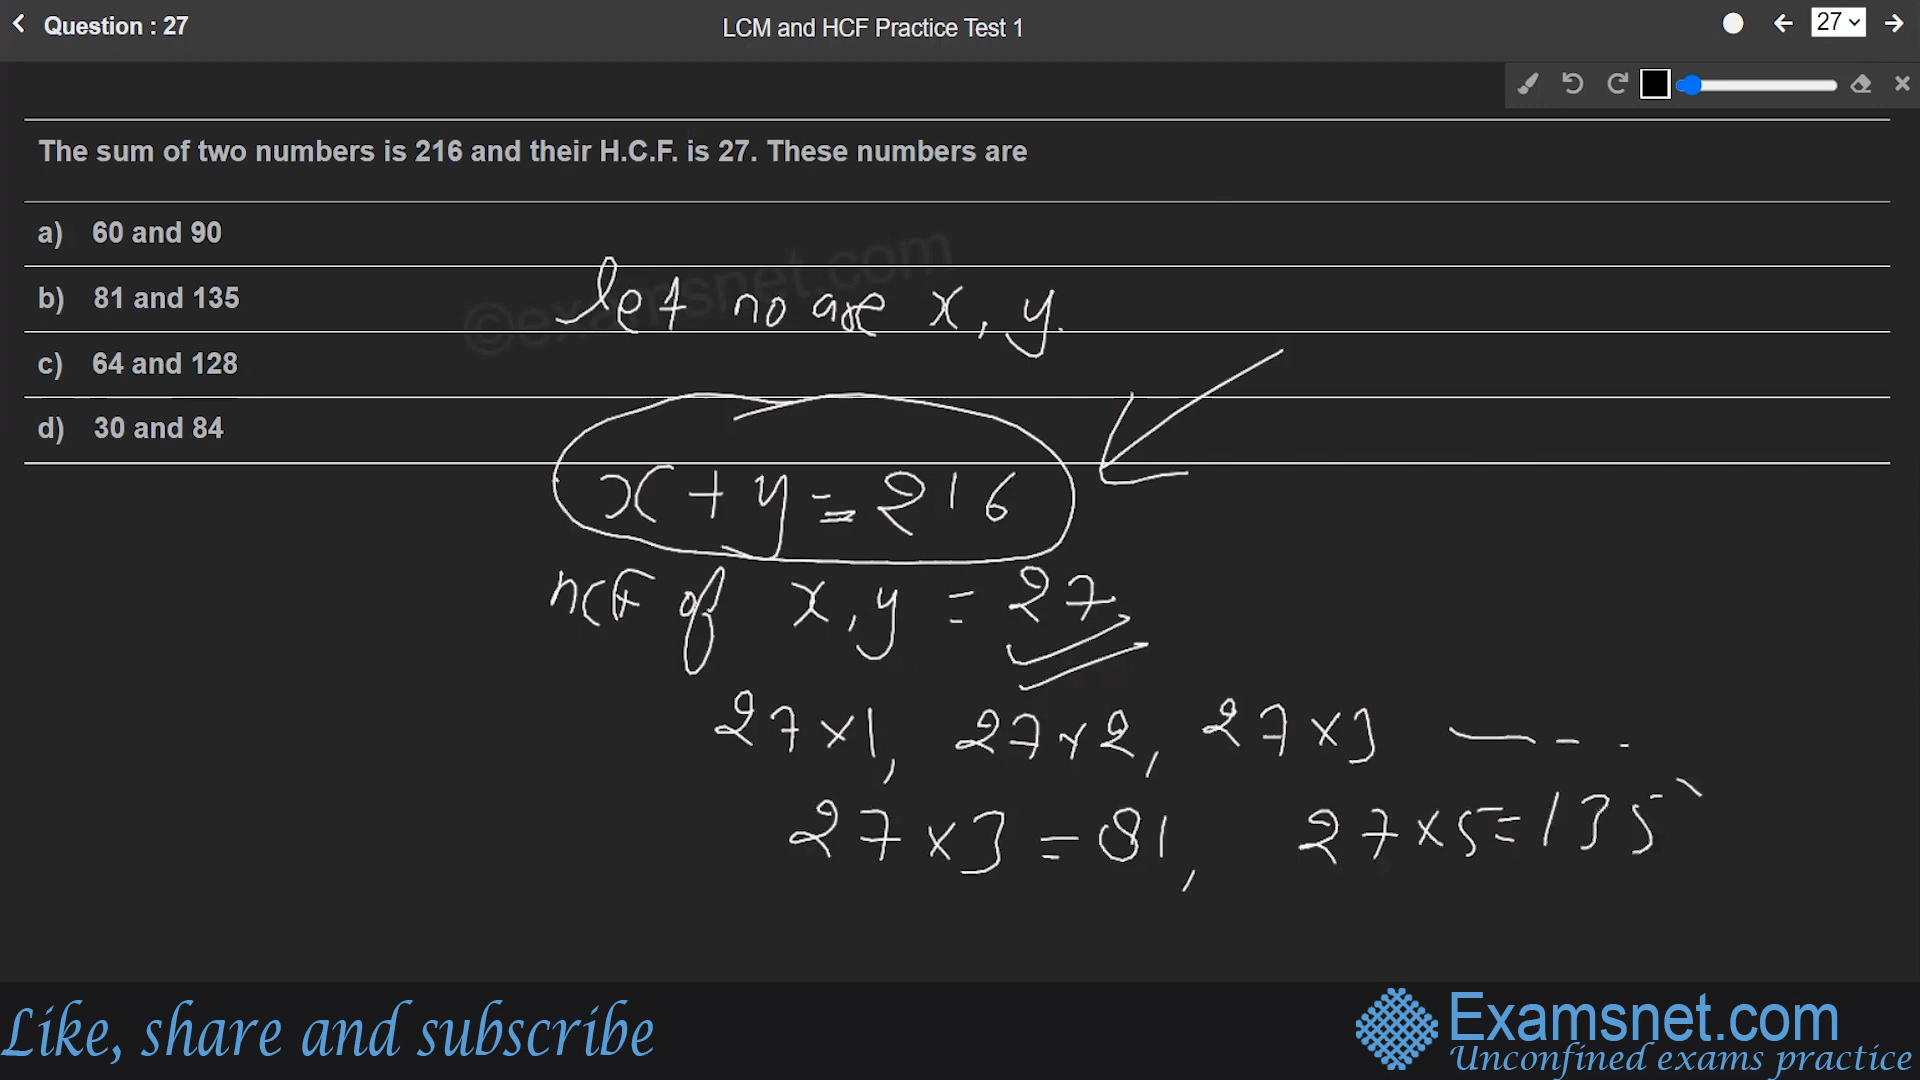 Question : 27
LCM and HCF Practice Test 1
27
The sum of two numbers is 216 and their H.C.F. is 27. These numbers are
a) 60 and 90
b) 81 and 135
c) 64 and 128
d) 30 and 84
©examsnet.com
let no are x, y.
x + y = 216
HCF of x, y = 27
27 × 1, 27 × 2, 27 × 3 - - -
27 × 3 = 81, 27 × 5 = 135
Like, share and subscribe
Examsnet.com
Unconfined exams practice